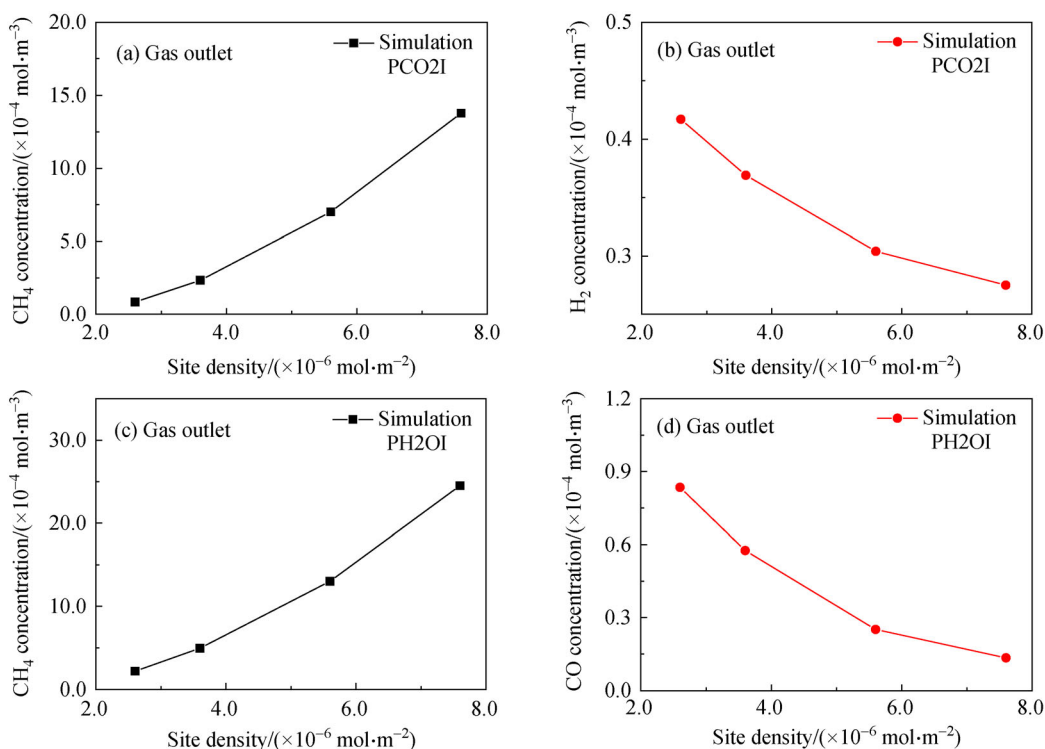 CH₄ concentration/(×10⁻⁴ mol·m⁻³)
20.0
15.0
10.0
5.0
0.0
(a) Gas outlet
Simulation
PCO2I
2.0 4.0 6.0 8.0
Site density/(×10⁻⁶ mol·m⁻²)
H₂ concentration/(×10⁻⁴ mol·m⁻³)
0.5
0.4
0.3
(b) Gas outlet
Simulation
PCO2I
2.0 4.0 6.0 8.0
Site density/(×10⁻⁶ mol·m⁻²)
CH₄ concentration/(×10⁻⁴ mol·m⁻³)
30.0
20.0
10.0
0.0
(c) Gas outlet
Simulation
PH2OI
2.0 4.0 6.0 8.0
Site density/(×10⁻⁶ mol·m⁻²)
CO concentration/(×10⁻⁴ mol·m⁻³)
1.2
0.9
0.6
0.3
0.0
(d) Gas outlet
Simulation
PH2OI
2.0 4.0 6.0 8.0
Site density/(×10⁻⁶ mol·m⁻²)